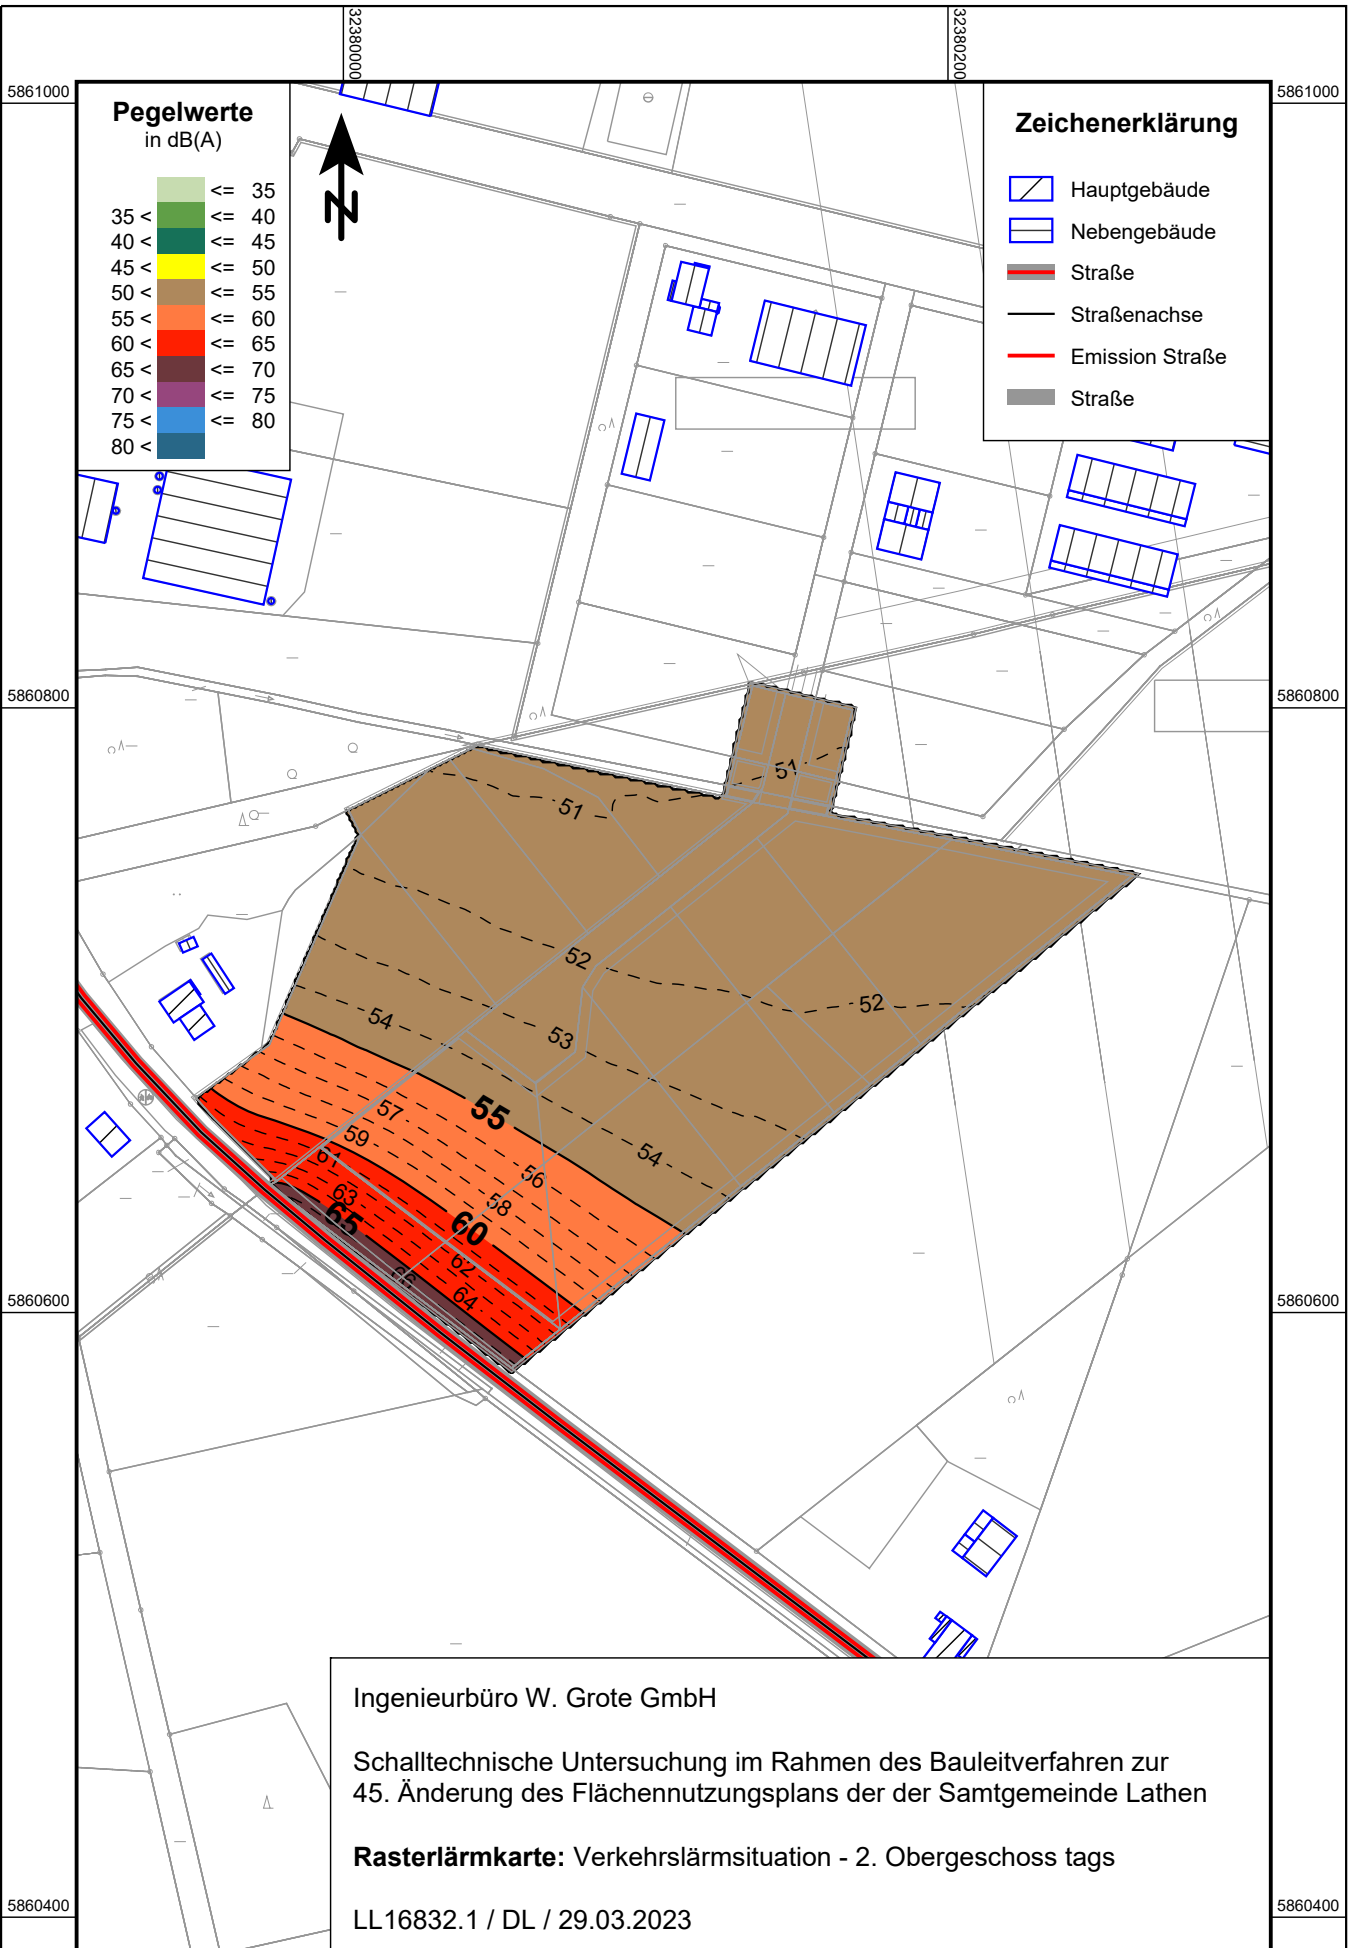 32380000
32380200
5861000
5861000
Pegelwerte
in dB(A)
<= 35
35 < <= 40
40 < <= 45
45 < <= 50
50 < <= 55
55 < <= 60
60 < <= 65
65 < <= 70
70 < <= 75
75 < <= 80
80 <
N
Zeichenerklärung
Hauptgebäude
Nebengebäude
Straße
Straßenachse
Emission Straße
Straße
5860800
5860800
51
51
52
52
53
54
54
55
57
59
56
58
61
63
65
60
62
64
66
5860600
5860600
Ingenieurbüro W. Grote GmbH
Schalltechnische Untersuchung im Rahmen des Bauleitverfahren zur
45. Änderung des Flächennutzungsplans der der Samtgemeinde Lathen
Rasterlärmkarte: Verkehrslärmsituation - 2. Obergeschoss tags
LL16832.1 / DL / 29.03.2023
5860400
5860400